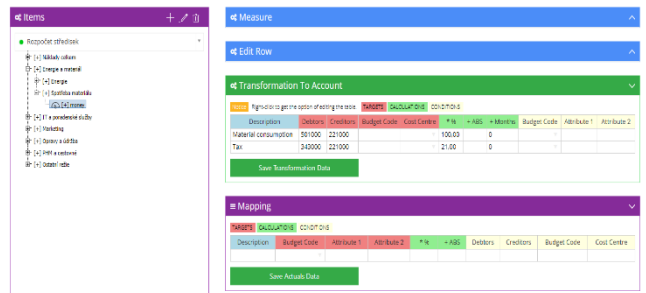 Items
Rozpočet středisek
[+] Náklady celkem
[+] Energie a materiál
[+] Energie
[+] Spotřeba materiálu
[+] money
[+] IT a poradenské služby
[+] Marketing
[+] Opravy a údržba
[+] PHM a cestovné
[+] Ostatní režie
Measure
Edit Row
Transformation To Account
Right-click to get the option of editing the table. TARGETS CALCULATIONS CONDITIONS
Description Debtors Creditors Budget Code Cost Centre * % + ABS + Months Budget Code Attribute 1 Attribute 2
Material consumption 501000 221000 100,00 0
Tax 343000 221000 21,00 0
Save Transformation Data
Mapping
TARGETS CALCULATIONS CONDITIONS
Description Budget Code Attribute 1 Attribute 2 * % + ABS Debtors Creditors Budget Code Cost Centre
Save Actuals Data